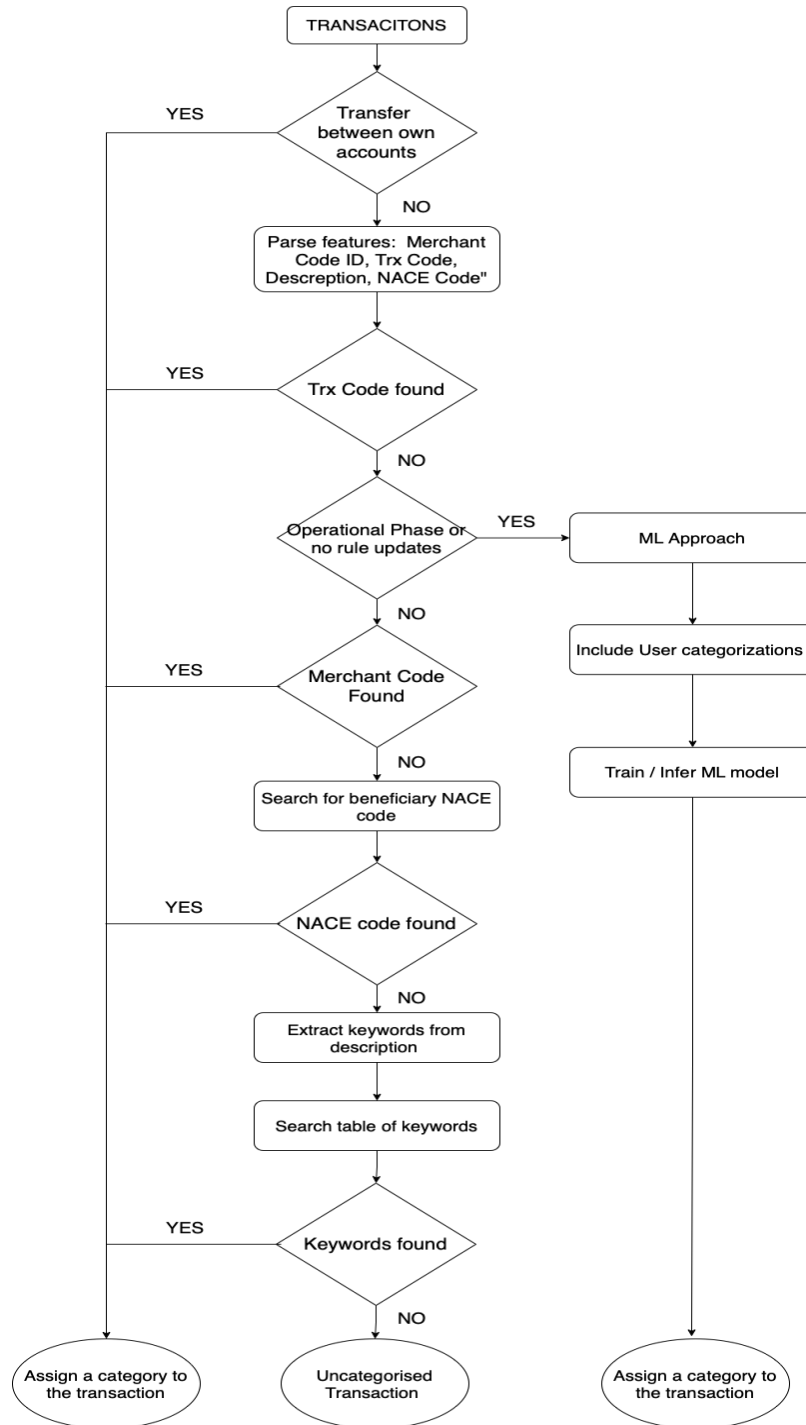 TRANSACITONS
YES
Transfer
between own
accounts
NO
Parse features:  Merchant
Code ID, Trx Code,
Descreption, NACE Code"
YES
Trx Code found
NO
Operational Phase or
no rule updates
YES
ML Approach
NO
Include User categorizations
YES
Merchant Code
Found
NO
Train / Infer ML model
Search for beneficiary NACE
code
YES
NACE code found
NO
Extract keywords from
description
Search table of keywords
YES
Keywords found
NO
Assign a category to
the transaction
Uncategorised
Transaction
Assign a category to
the transaction